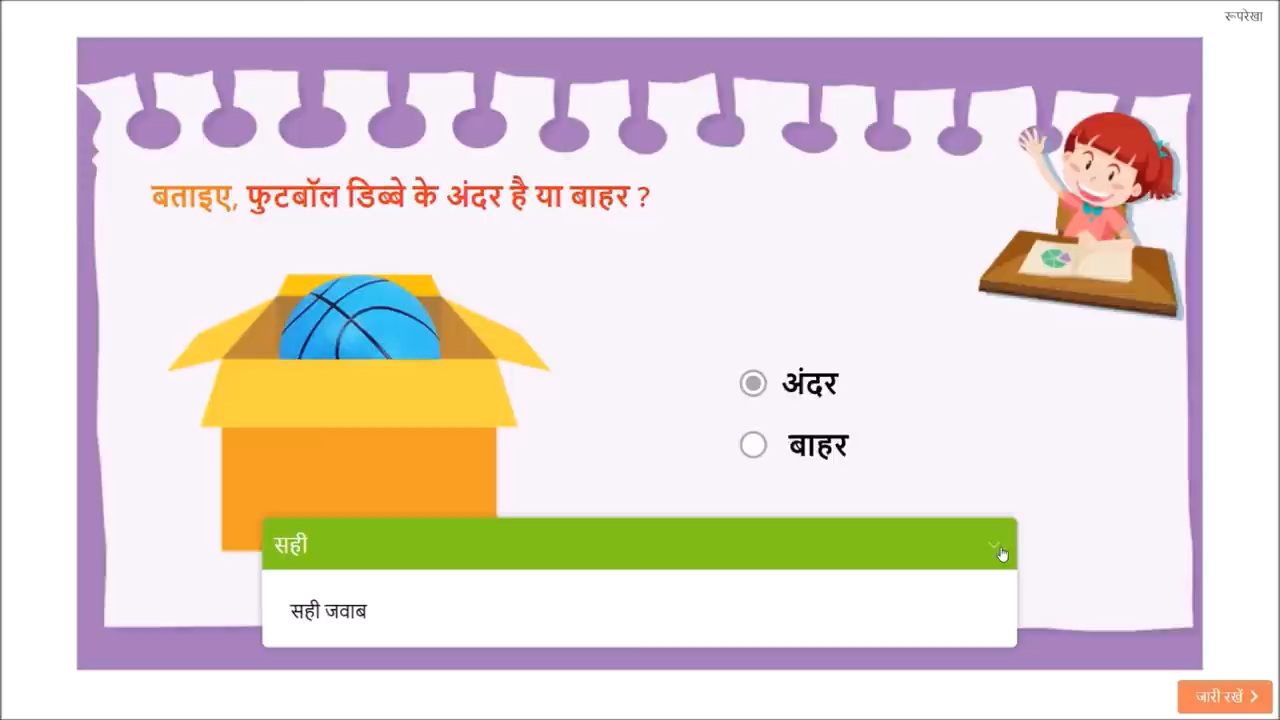 रूपरेखा
बताइए, फुटबॉल डिब्बे के अंदर है या बाहर ?
अंदर
बाहर
सही
सही जवाब
जारी रखें